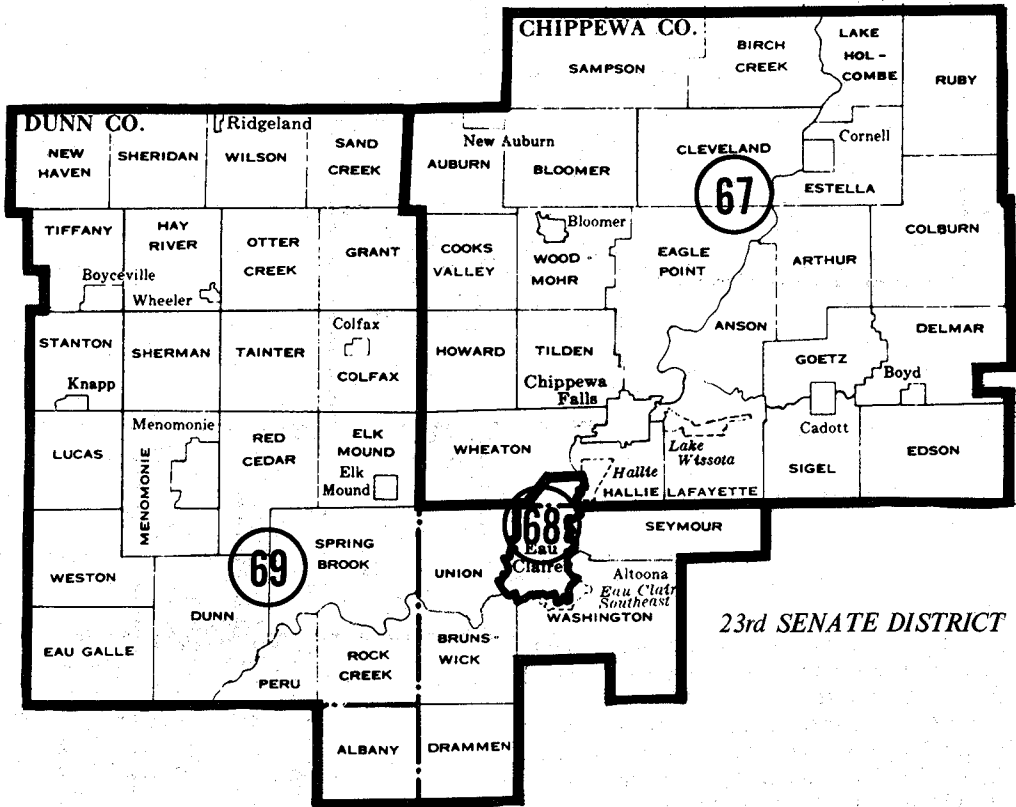 CHIPPEWA CO.
SAMPSON
BIRCH
CREEK
LAKE
HOL-
COMBE
RUBY
DUNN CO.
Ridgeland
NEW
HAVEN
SHERIDAN
WILSON
SAND
CREEK
New Auburn
AUBURN
BLOOMER
CLEVELAND
Cornell
67
ESTELLA
TIFFANY
HAY
RIVER
OTTER
CREEK
GRANT
COOKS
VALLEY
Bloomer
WOOD-
MOHR
EAGLE
POINT
ARTHUR
COLBURN
Boyceville
Wheeler
STANTON
SHERMAN
TAINTER
Colfax
COLFAX
HOWARD
TILDEN
ANSON
GOETZ
DELMAR
Knapp
Chippewa
Falls
Boyd
Cadott
LUCAS
Menomonie
MENOMONIE
RED
CEDAR
ELK
MOUND
Elk
Mound
WHEATON
Lake
Wissota
Hallie
HALLIE
LAFAYETTE
SIGEL
EDSON
68
Eau
Claire
SEYMOUR
WESTON
69
SPRING
BROOK
UNION
Altoona
Eau Clair
Southeast
WASHINGTON
DUNN
23rd SENATE DISTRICT
EAU GALLE
PERU
ROCK
CREEK
BRUNS-
WICK
ALBANY
DRAMMEN